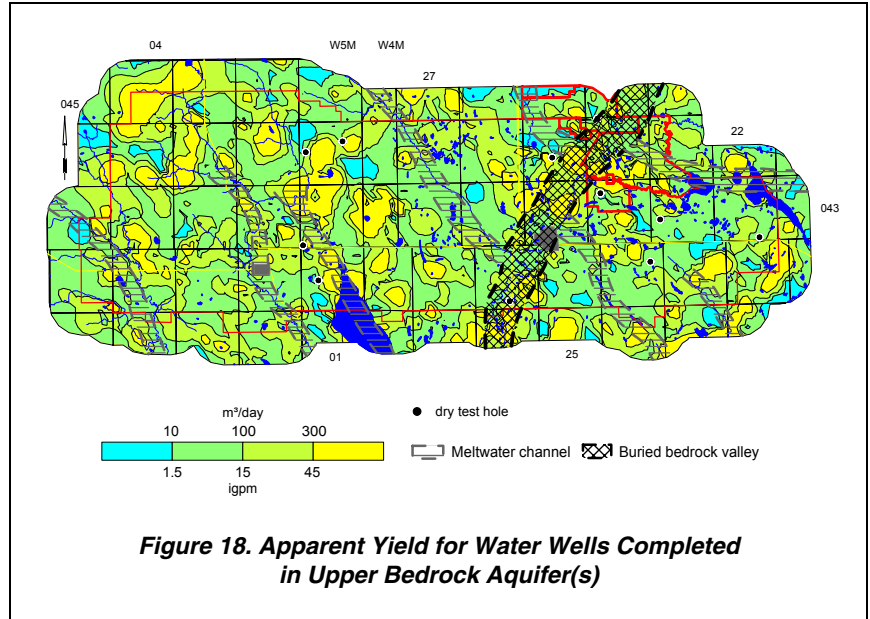 04
W5M W4M
27
045
22
043
01
25
m³/day
10 100 300
1.5 15 45
igpm
dry test hole
Meltwater channel
Buried bedrock valley
Figure 18. Apparent Yield for Water Wells Completed
in Upper Bedrock Aquifer(s)